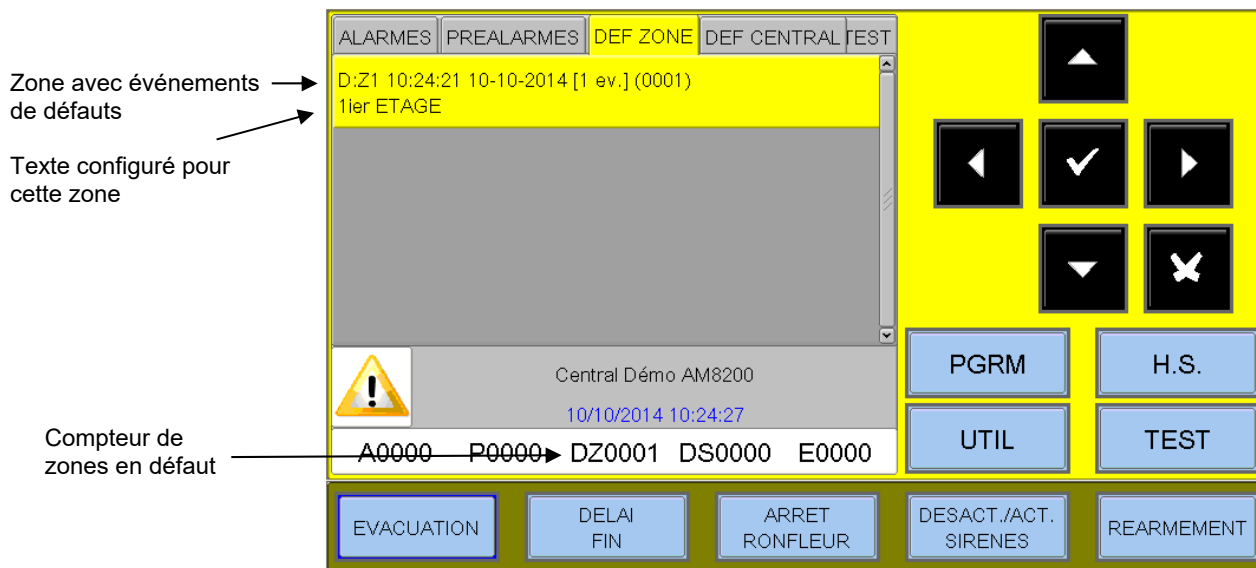 ALARMES PREALARMES DEF ZONE DEF CENTRAL TEST
Zone avec événements
de défauts
D:Z1 10:24:21 10-10-2014 [1 ev.] (0001)
1ier ETAGE
Texte configuré pour
cette zone
Central Démo AM8200
10/10/2014 10:24:27
PGRM H.S.
Compteur de
zones en défaut
A0000 P0000 DZ0001 DS0000 E0000
UTIL TEST
EVACUATION
DELAI
FIN
ARRET
RONFLEUR
DESACT./ACT.
SIRENES
REARMEMENT